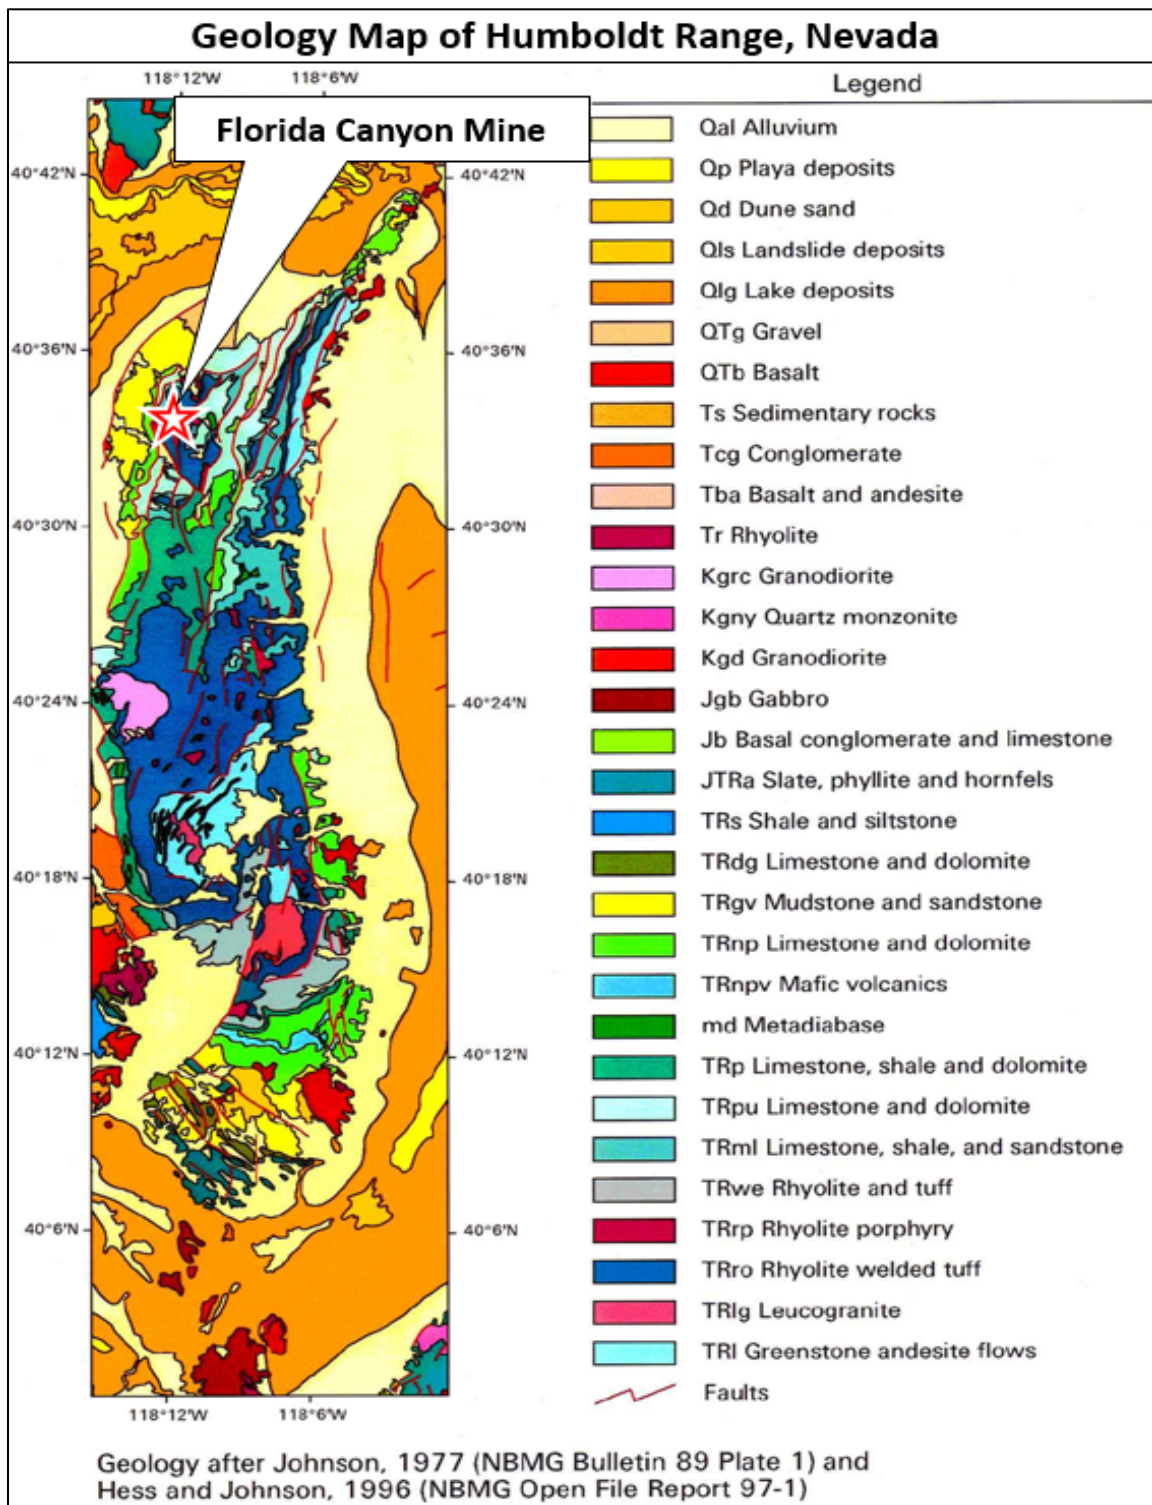 Geology Map of Humboldt Range, Nevada
118°12'W 118°6'W
Legend
Florida Canyon Mine
40°42'N 40°42'N
40°36'N 40°36'N
40°30'N 40°30'N
40°24'N 40°24'N
40°18'N 40°18'N
40°12'N 40°12'N
40°6'N 40°6'N
118°12'W 118°6'W
Qal Alluvium
Qp Playa deposits
Qd Dune sand
Qls Landslide deposits
Qlg Lake deposits
QTg Gravel
QTb Basalt
Ts Sedimentary rocks
Tcg Conglomerate
Tba Basalt and andesite
Tr Rhyolite
Kgrc Granodiorite
Kgny Quartz monzonite
Kgd Granodiorite
Jgb Gabbro
Jb Basal conglomerate and limestone
JTRa Slate, phyllite and hornfels
TRs Shale and siltstone
TRdg Limestone and dolomite
TRgv Mudstone and sandstone
TRnp Limestone and dolomite
TRnpv Mafic volcanics
md Metadiabase
TRp Limestone, shale and dolomite
TRpu Limestone and dolomite
TRml Limestone, shale, and sandstone
TRwe Rhyolite and tuff
TRrp Rhyolite porphyry
TRro Rhyolite welded tuff
TRlg Leucogranite
TRl Greenstone andesite flows
Faults
Geology after Johnson, 1977 (NBMG Bulletin 89 Plate 1) and
Hess and Johnson, 1996 (NBMG Open File Report 97-1)